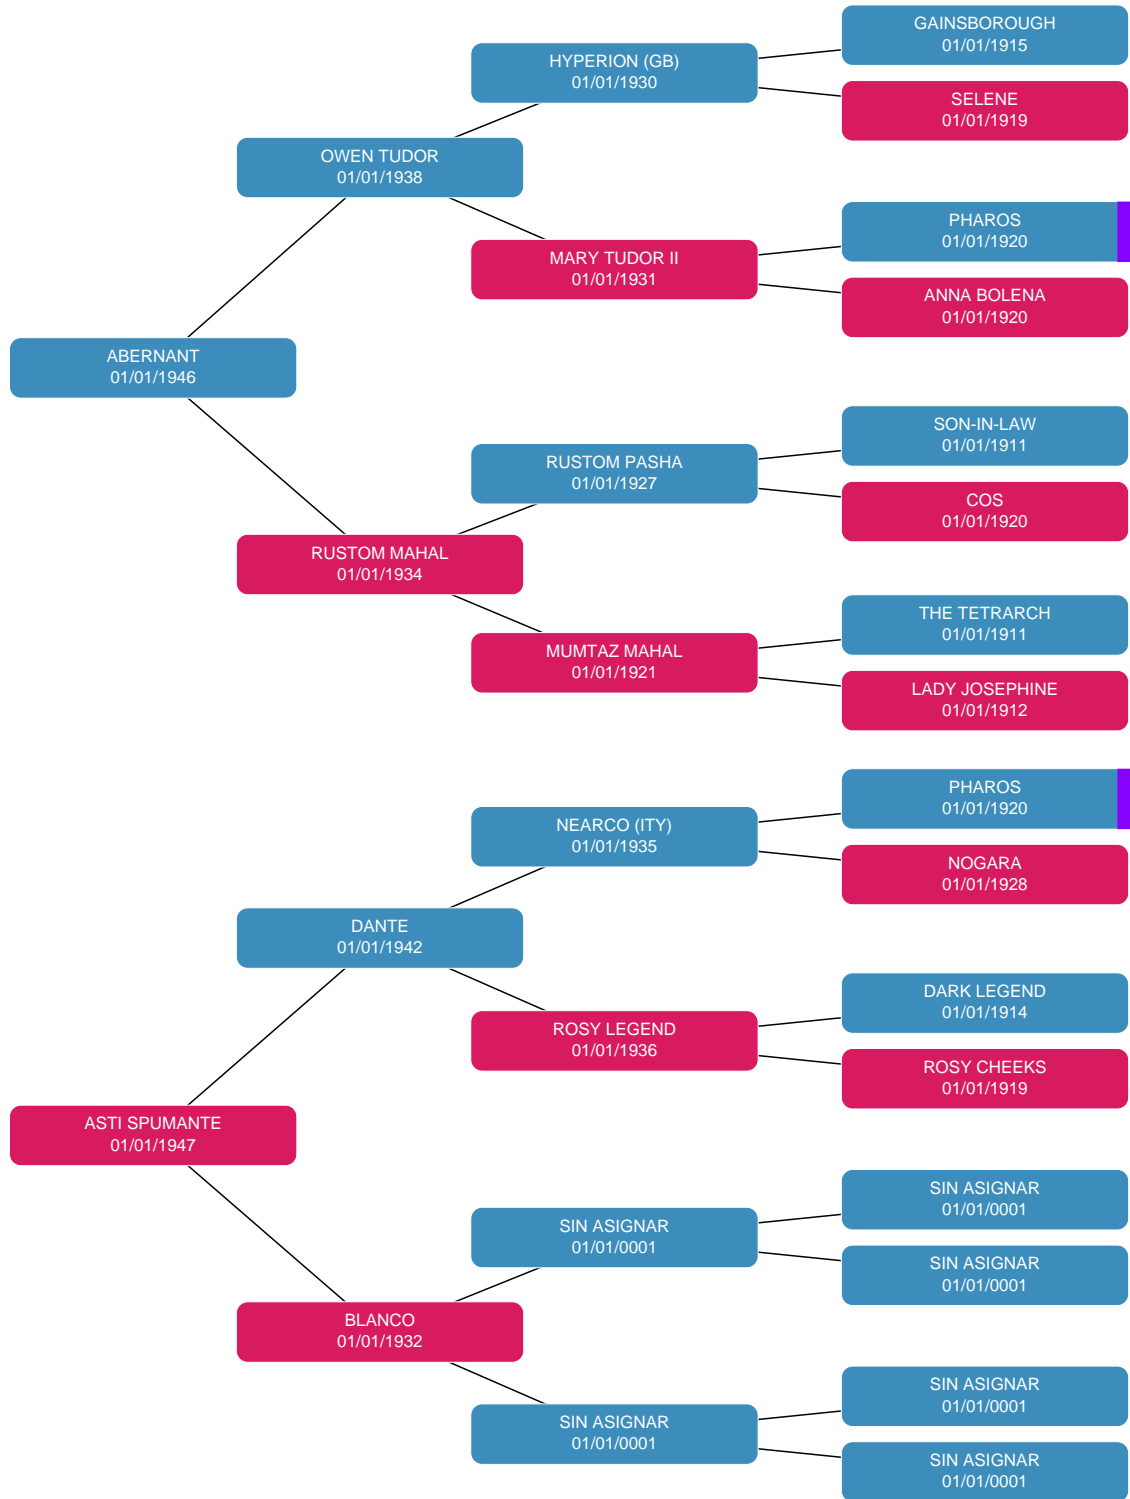 GAINSBOROUGH
01/01/1915
HYPERION (GB)
01/01/1930
SELENE
01/01/1919
OWEN TUDOR
01/01/1938
PHAROS
01/01/1920
MARY TUDOR II
01/01/1931
ANNA BOLENA
01/01/1920
ABERNANT
01/01/1946
SON-IN-LAW
01/01/1911
RUSTOM PASHA
01/01/1927
COS
01/01/1920
RUSTOM MAHAL
01/01/1934
THE TETRARCH
01/01/1911
MUMTAZ MAHAL
01/01/1921
LADY JOSEPHINE
01/01/1912
PHAROS
01/01/1920
NEARCO (ITY)
01/01/1935
NOGARA
01/01/1928
DANTE
01/01/1942
DARK LEGEND
01/01/1914
ROSY LEGEND
01/01/1936
ROSY CHEEKS
01/01/1919
ASTI SPUMANTE
01/01/1947
SIN ASIGNAR
01/01/0001
SIN ASIGNAR
01/01/0001
SIN ASIGNAR
01/01/0001
BLANCO
01/01/1932
SIN ASIGNAR
01/01/0001
SIN ASIGNAR
01/01/0001
SIN ASIGNAR
01/01/0001